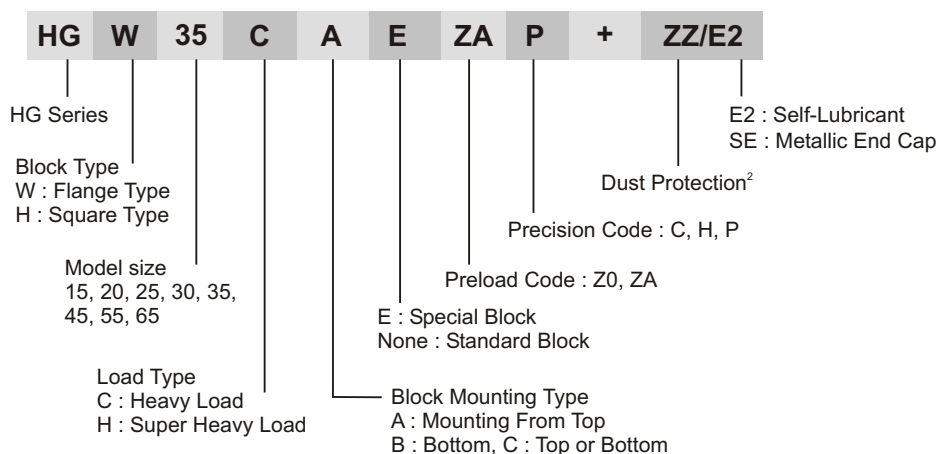 HG W 35 C A E ZA P + ZZ/E2
HG Series
Block Type
W : Flange Type
H : Square Type
Model size
15, 20, 25, 30, 35,
45, 55, 65
Load Type
C : Heavy Load
H : Super Heavy Load
Block Mounting Type
A : Mounting From Top
B : Bottom, C : Top or Bottom
E : Special Block
None : Standard Block
Preload Code : Z0, ZA
Precision Code : C, H, P
Dust Protection²
E2 : Self-Lubricant
SE : Metallic End Cap